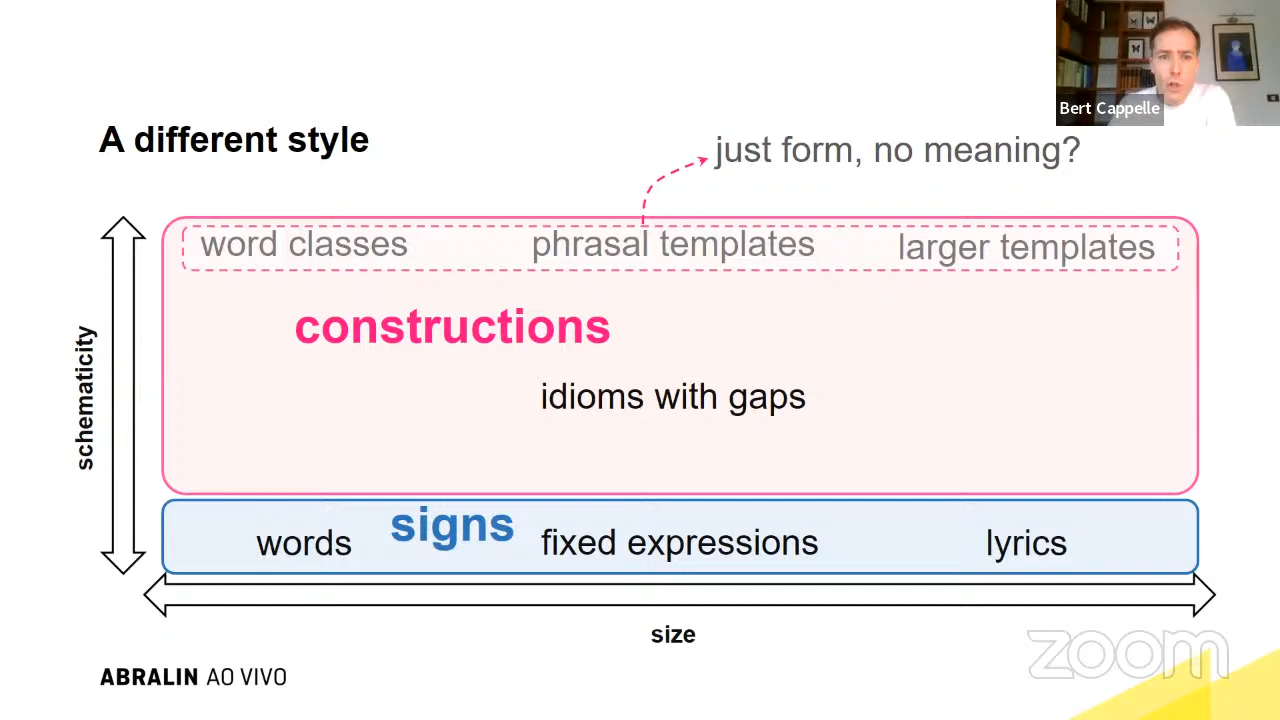 Bert Cappelle
A different style
just form, no meaning?
word classes phrasal templates larger templates
constructions
idioms with gaps
schematicity
signs
words fixed expressions lyrics
size
zoom
ABRALIN AO VIVO